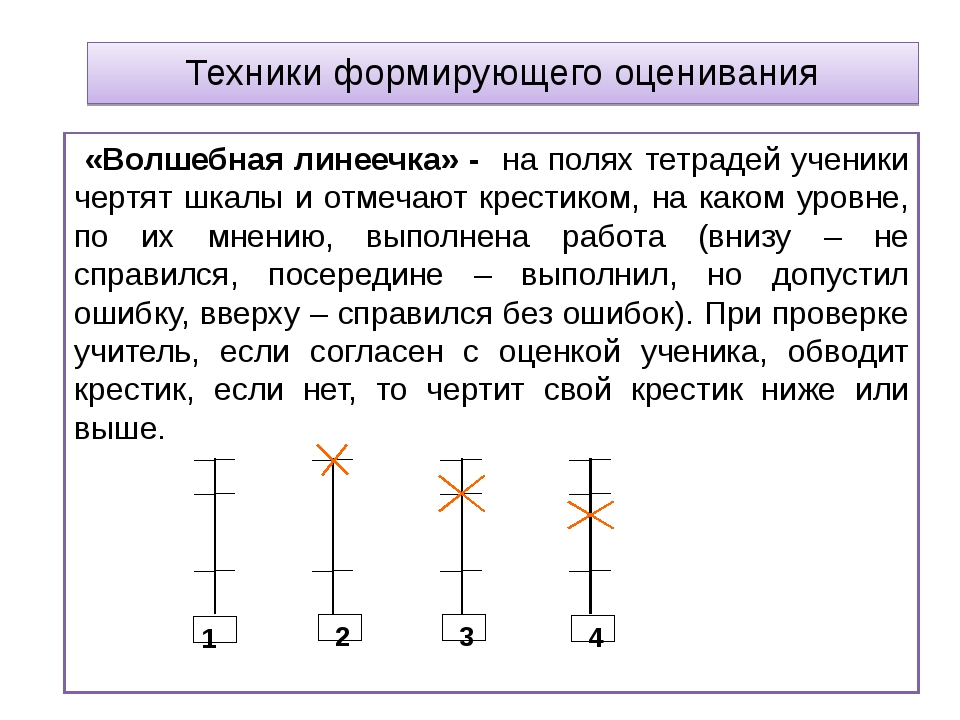 Техники формирующего оценивания
«Волшебная линеечка» - на полях тетрадей ученики
чертят шкалы и отмечают крестиком, на каком уровне,
по их мнению, выполнена работа (внизу – не
справился, посередине – выполнил, но допустил
ошибку, вверху – справился без ошибок). При проверке
учитель, если согласен с оценкой ученика, обводит
крестик, если нет, то чертит свой крестик ниже или
выше.
1 2 3 4